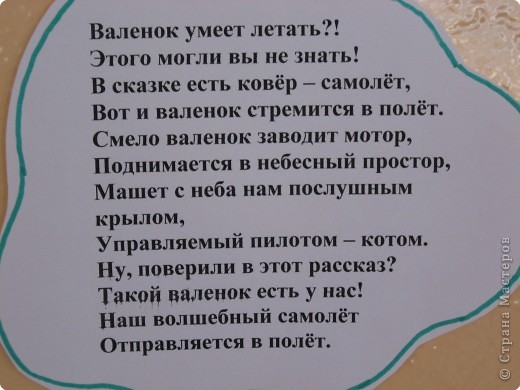 Валенок умеет летать?!
Этого могли вы не знать!
В сказке есть ковёр – самолёт,
Вот и валенок стремится в полёт.
Смело валенок заводит мотор,
Поднимается в небесный простор,
Машет с неба нам послушным
крылом,
Управляемый пилотом – котом.
Ну, поверили в этот рассказ?
Такой валенок есть у нас!
Наш волшебный самолёт
Отправляется в полёт.
© Страна Мастеров